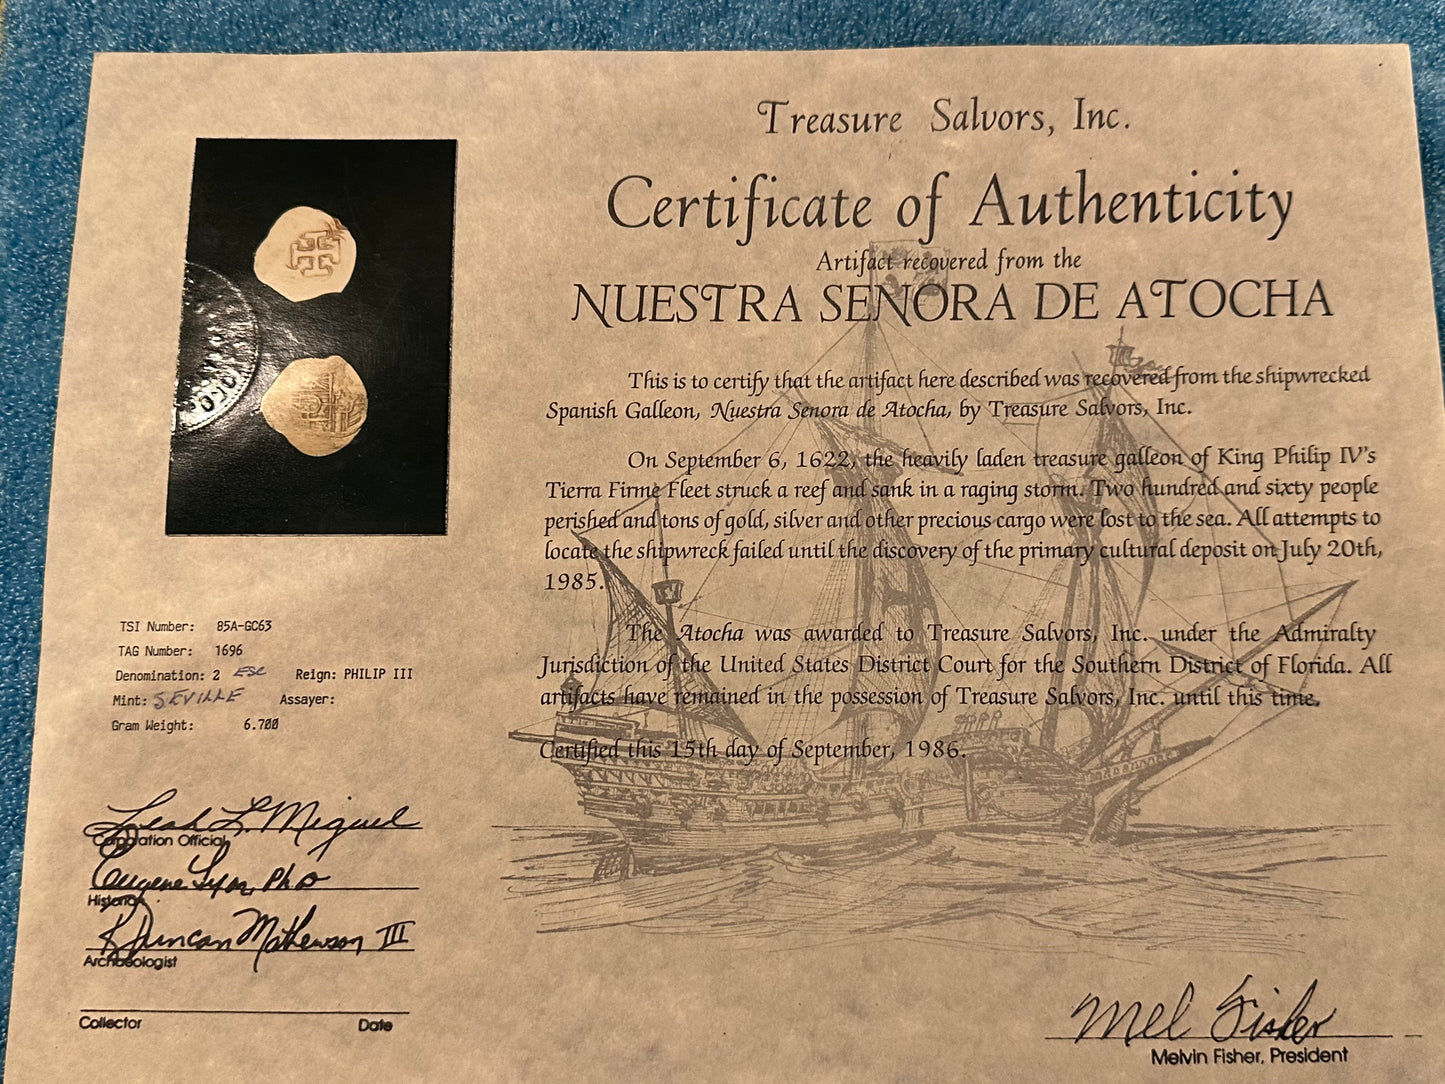 Treasure Salvors, Inc.
Certificate of Authenticity
Artifact recovered from the
NUESTRA SENORA DE ATOCHA
This is to certify that the artifact here described was recovered from the shipwrecked
Spanish Galleon, Nuestra Senora de Atocha, by Treasure Salvors, Inc.
On September 6, 1622, the heavily laden treasure galleon of King Philip IV's
Tierra Firme Fleet struck a reef and sank in a raging storm. Two hundred and sixty people
perished and tons of gold, silver and other precious cargo were lost to the sea. All attempts to
locate the shipwreck failed until the discovery of the primary cultural deposit on July 20th,
1985.
The Atocha was awarded to Treasure Salvors, Inc. under the Admiralty
Jurisdiction of the United States District Court for the Southern District of Florida. All
artifacts have remained in the possession of Treasure Salvors, Inc. until this time.
Certified this 15th day of September, 1986.
TSI Number: 85A-GC63
TAG Number: 1696
Denomination: 2 ESC Reign: PHILIP III
Mint: SEVILLE Assayer:
Gram Weight: 6.700
Leah L. Miguel
Corporation Official
Eugene Lyon, PhD
Historian
R Duncan Mathewson III
Archaeologist
Collector Date
Mel Fisher
Melvin Fisher, President